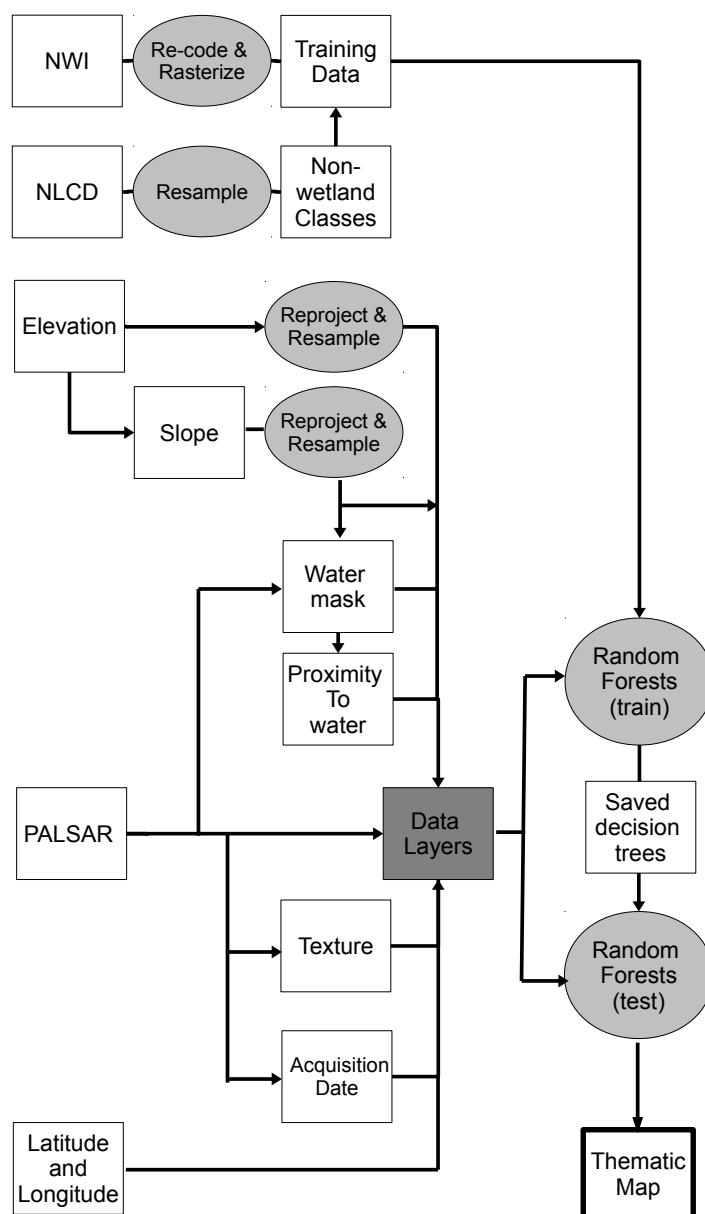 NWI
Re-code &
Rasterize
Training
Data
NLCD
Resample
Non-
wetland
Classes
Elevation
Reproject &
Resample
Slope
Reproject &
Resample
Water
mask
Proximity
To
water
Random
Forests
(train)
PALSAR
Data
Layers
Saved
decision
trees
Texture
Random
Forests
(test)
Acquisition
Date
Latitude
and
Longitude
Thematic
Map